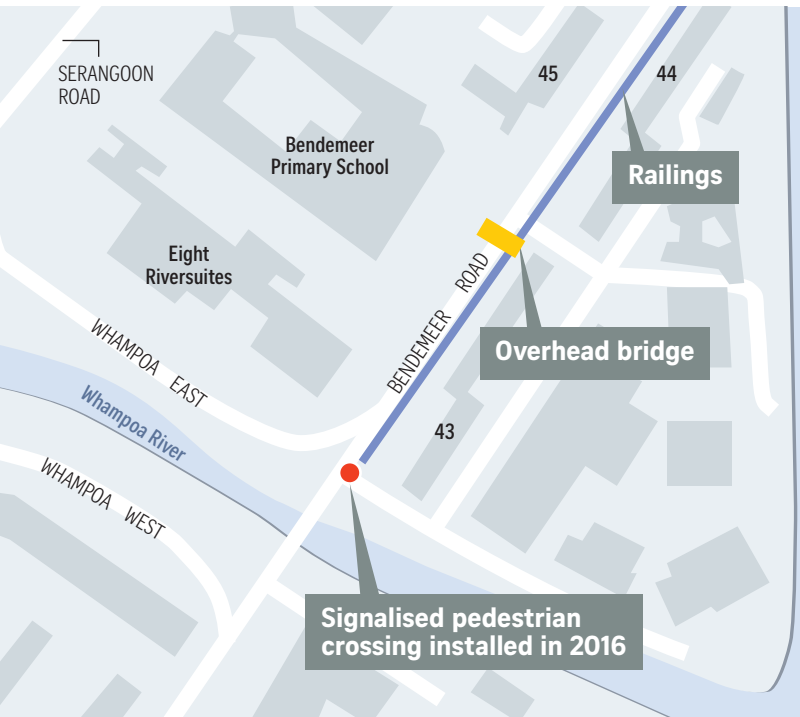 SERANGOON
ROAD
45
44
Bendemeer
Primary School
Railings
Eight
Riversuites
BENDEMEER ROAD
Overhead bridge
WHAMPOA EAST
Whampoa River
43
WHAMPOA WEST
Signalised pedestrian
crossing installed in 2016